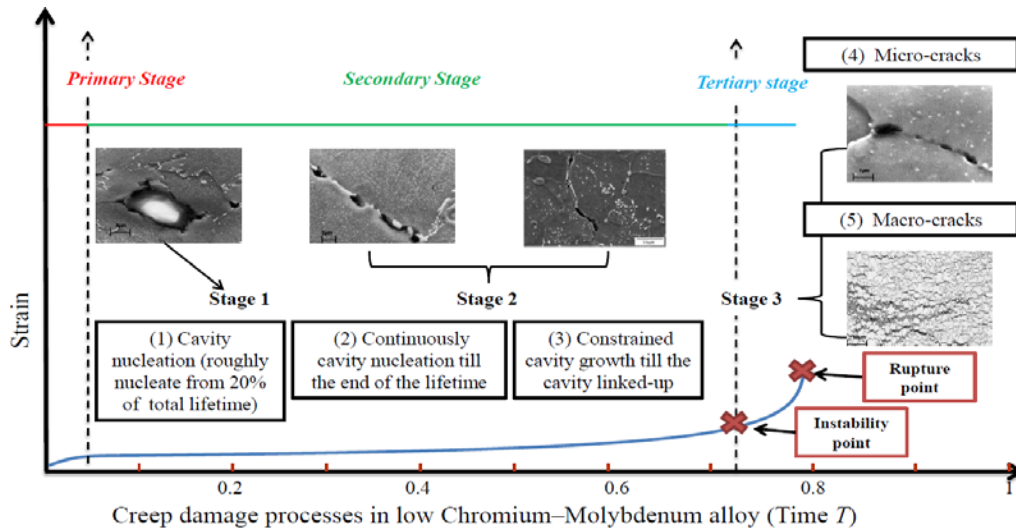 Strain
Primary Stage
Secondary Stage
Tertiary stage
(4) Micro-cracks
(5) Macro-cracks
Stage 1
Stage 2
Stage 3
(1) Cavity
nucleation (roughly
nucleate from 20%
of total lifetime)
(2) Continuously
cavity nucleation till
the end of the lifetime
(3) Constrained
cavity growth till the
cavity linked-up
Rupture
point
Instability
point
0.2
0.4
0.6
0.8
1
Creep damage processes in low Chromium–Molybdenum alloy (Time T)